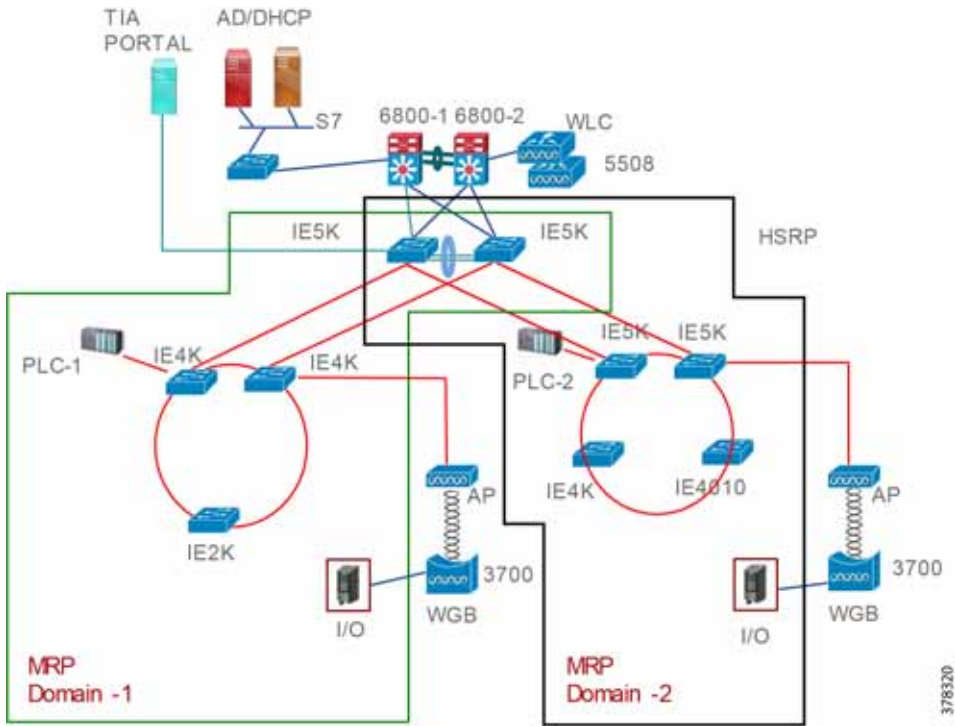 TIA
PORTAL
AD/DHCP
S7
6800-1
6800-2
WLC
5508
IE5K
IE5K
HSRP
PLC-1
IE4K
IE4K
PLC-2
IE5K
IE5K
IE2K
IE4K
IE4010
AP
3700
WGB
I/O
AP
3700
WGB
I/O
MRP
Domain -1
MRP
Domain -2
378320